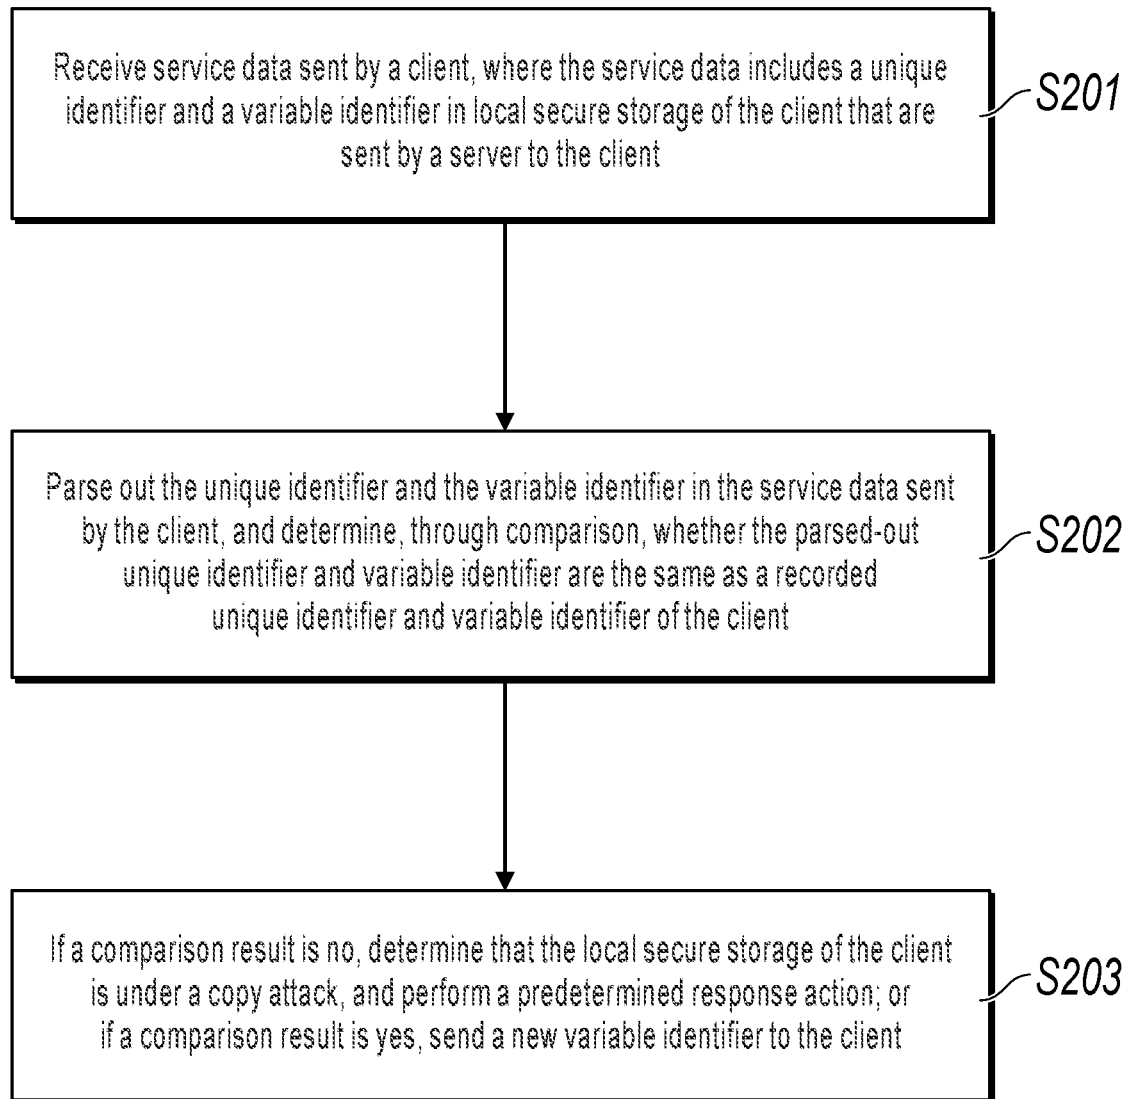 Receive service data sent by a client, where the service data includes a unique
identifier and a variable identifier in local secure storage of the client that are
sent by a server to the client
S201
Parse out the unique identifier and the variable identifier in the service data sent
by the client, and determine, through comparison, whether the parsed-out
unique identifier and variable identifier are the same as a recorded
unique identifier and variable identifier of the client
S202
If a comparison result is no, determine that the local secure storage of the client
is under a copy attack, and perform a predetermined response action; or
if a comparison result is yes, send a new variable identifier to the client
S203